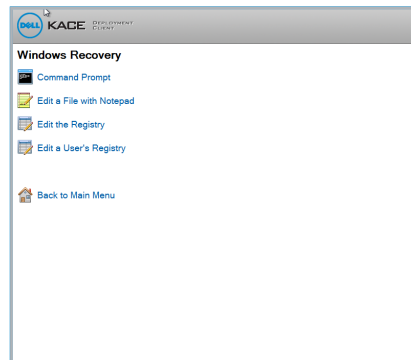 DELL KACE DEPLOYMENT
CLIENT
Windows Recovery
Command Prompt
Edit a File with Notepad
Edit the Registry
Edit a User's Registry
Back to Main Menu